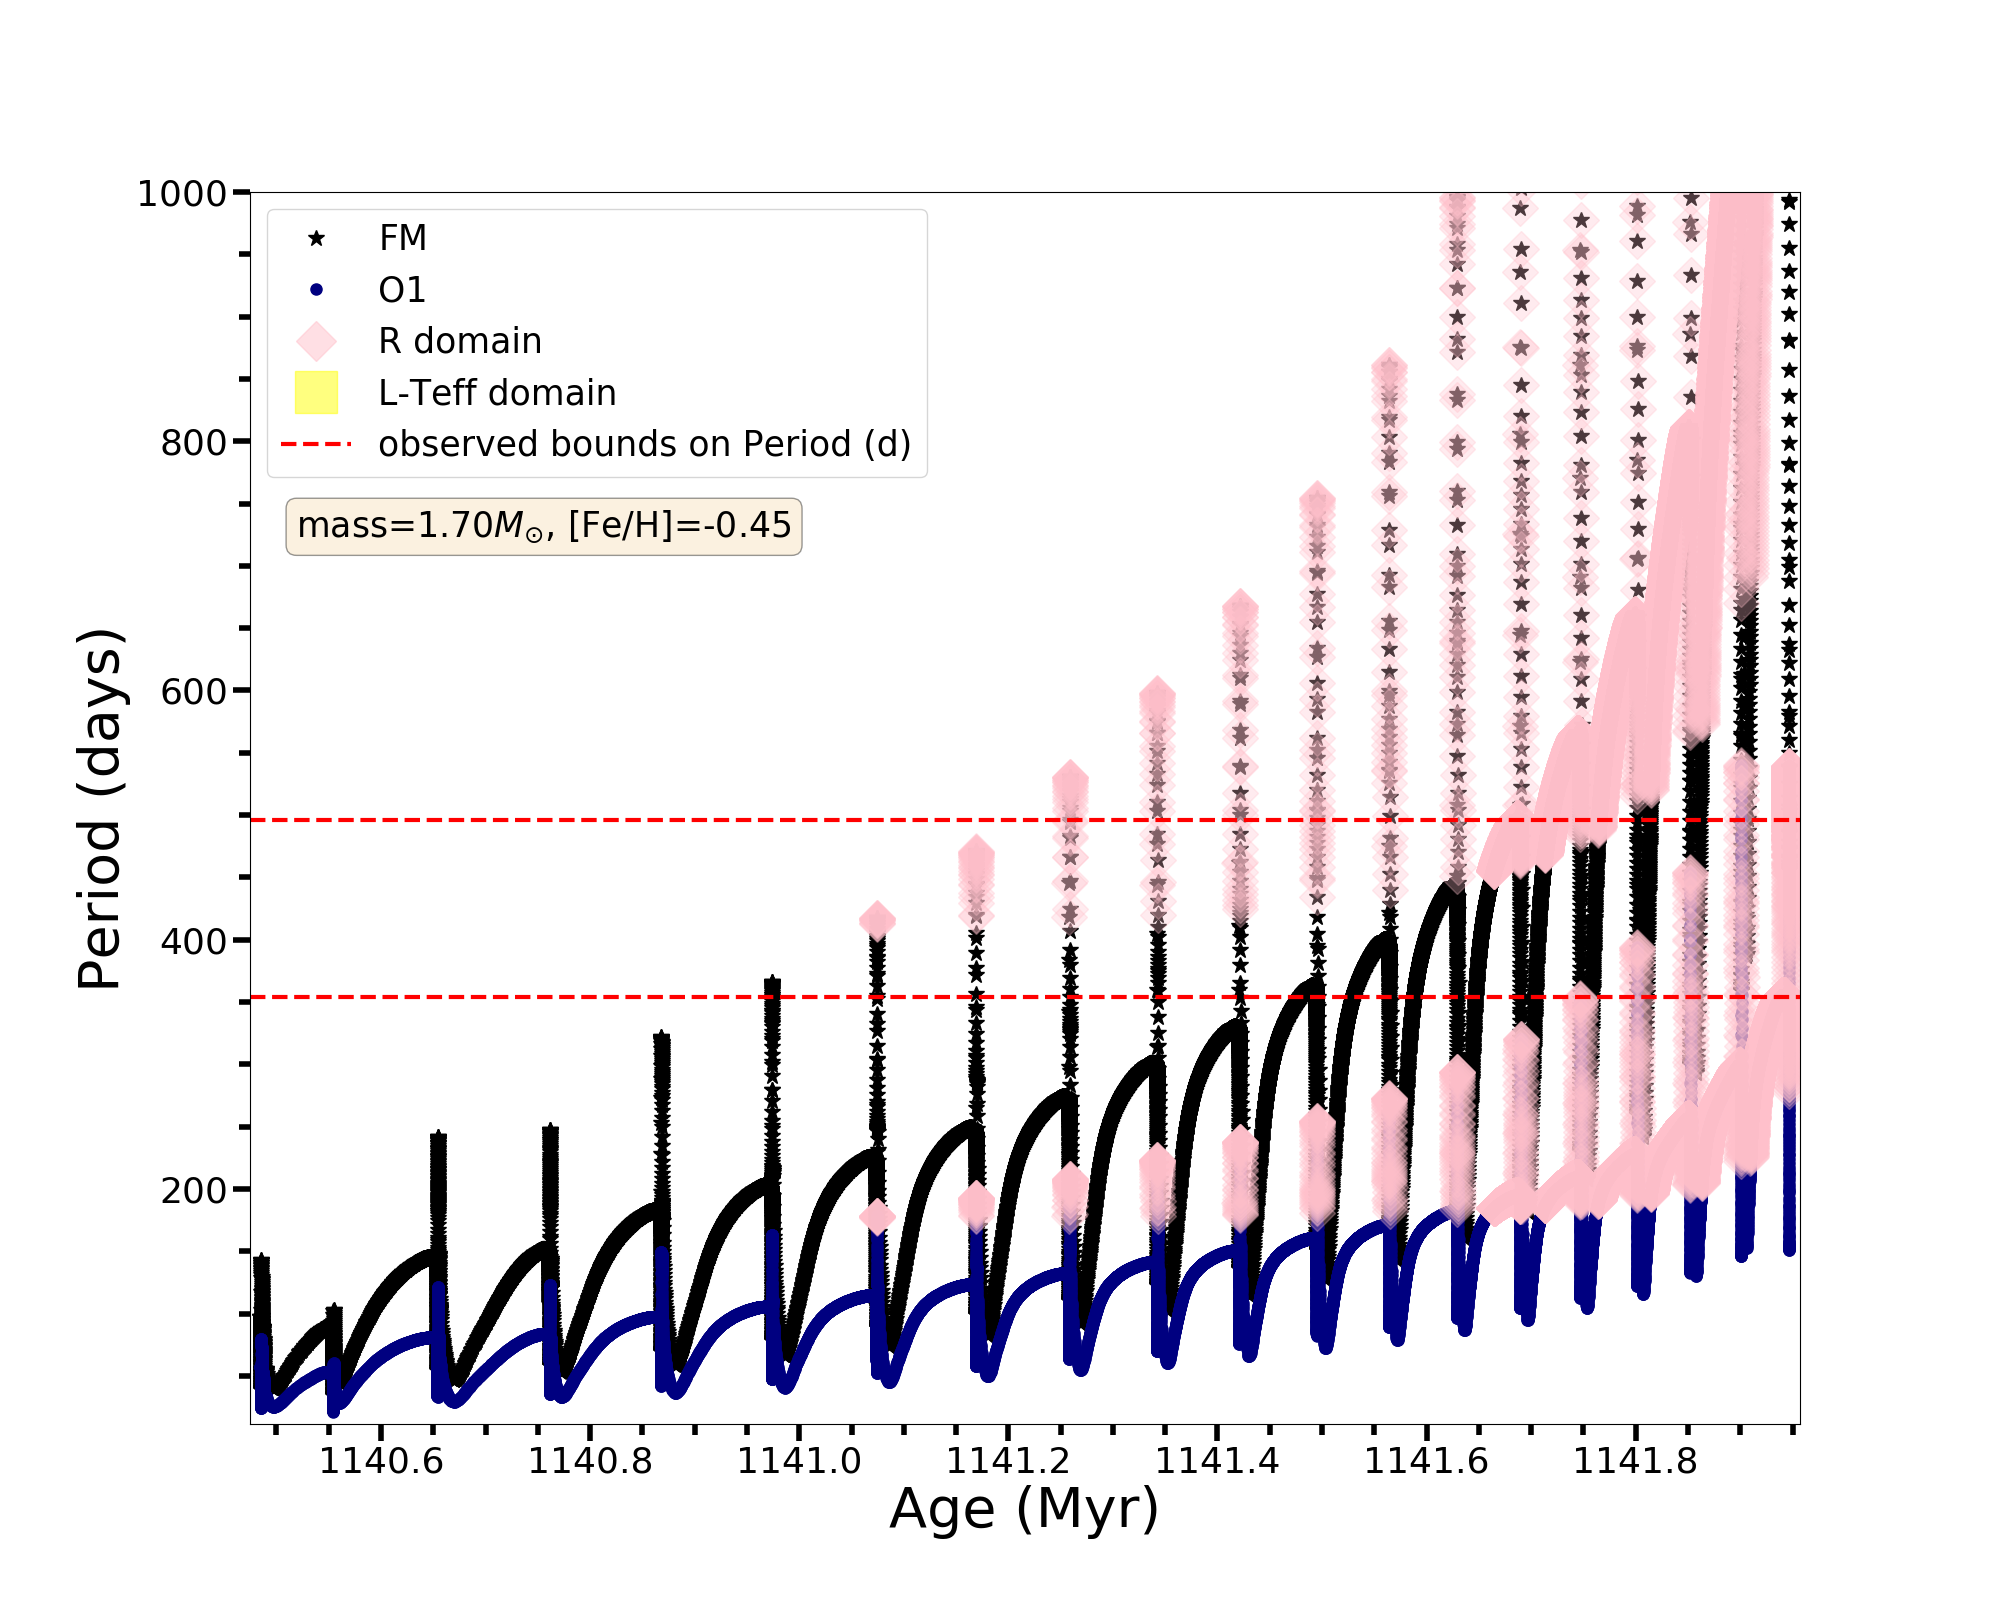 1000
800
600
400
200
Period (days)
FM
O1
R domain
L-Teff domain
observed bounds on Period (d)
mass=1.70M⊙, [Fe/H]=-0.45
1140.6 1140.8 1141.0 1141.2 1141.4 1141.6 1141.8
Age (Myr)